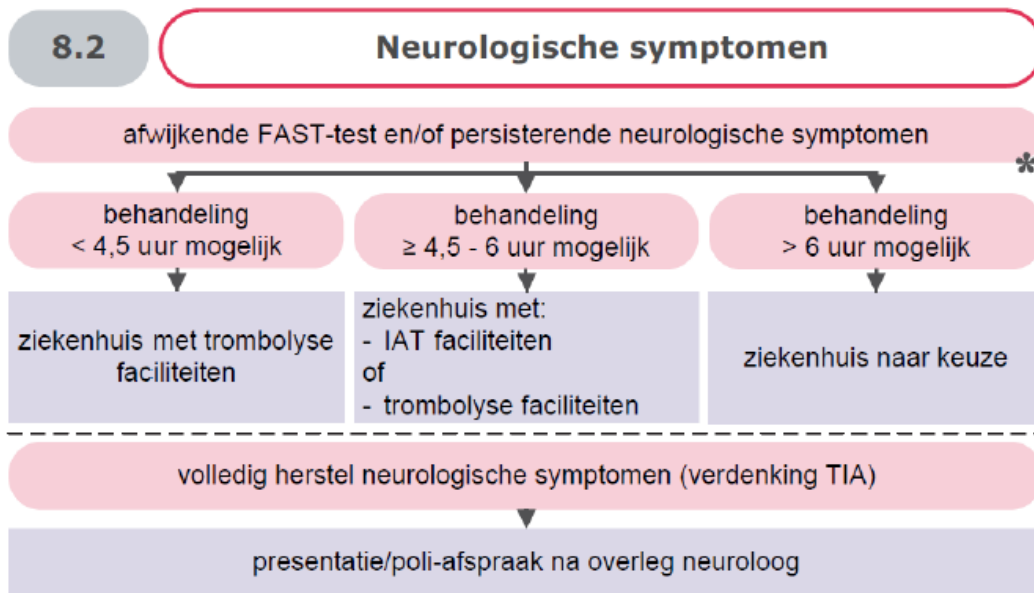 8.2
Neurologische symptomen
afwijkende FAST-test en/of persisterende neurologische symptomen
*
behandeling
< 4,5 uur mogelijk
behandeling
≥ 4,5 - 6 uur mogelijk
behandeling
> 6 uur mogelijk
ziekenhuis met trombolyse
faciliteiten
ziekenhuis met:
- IAT faciliteiten
of
- trombolyse faciliteiten
ziekenhuis naar keuze
volledig herstel neurologische symptomen (verdenking TIA)
presentatie/poli-afspraak na overleg neuroloog